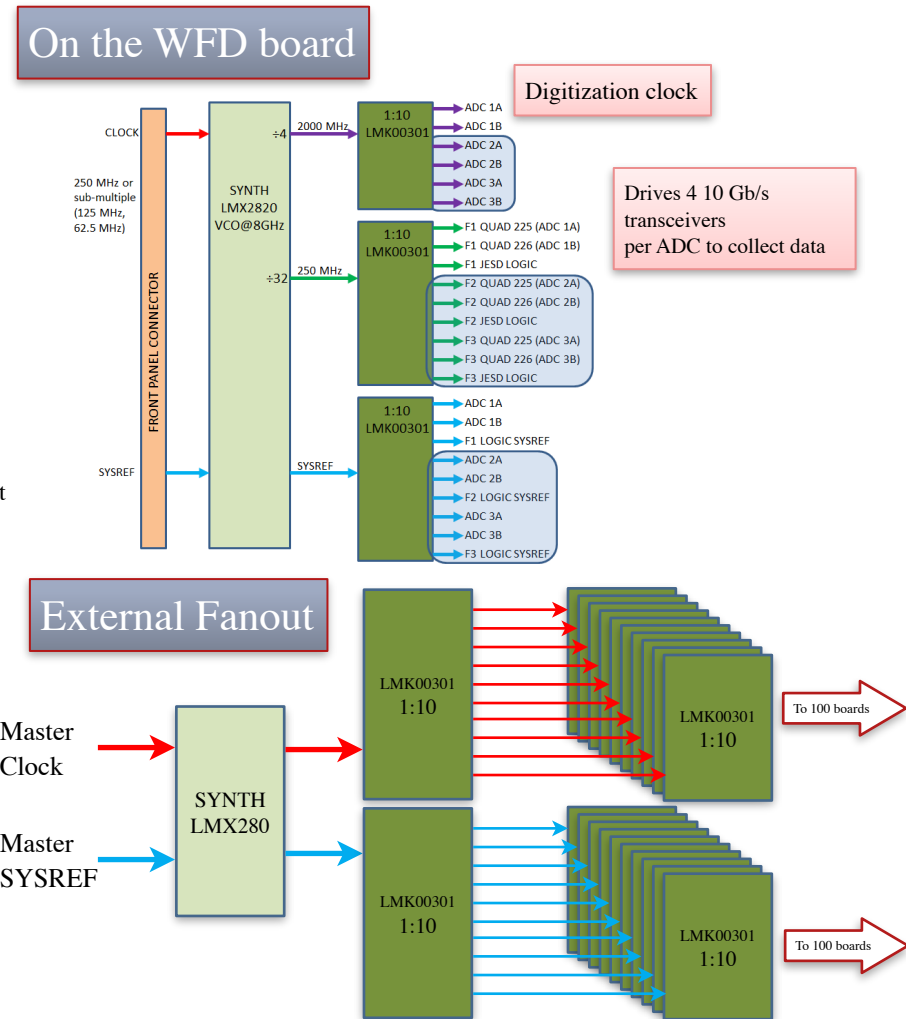 On the WFD board
Digitization clock
Drives 4 10 Gb/s
transceivers
per ADC to collect data
FRONT PANEL CONNECTOR
CLOCK
250 MHz or
sub-multiple
(125 MHz,
62.5 MHz)
SYSREF
SYNTH
LMX2820
VCO@8GHz
÷4
2000 MHz
÷32
250 MHz
SYSREF
1:10
LMK00301
ADC 1A
ADC 1B
ADC 2A
ADC 2B
ADC 3A
ADC 3B
1:10
LMK00301
F1 QUAD 225 (ADC 1A)
F1 QUAD 226 (ADC 1B)
F1 JESD LOGIC
F2 QUAD 225 (ADC 2A)
F2 QUAD 226 (ADC 2B)
F2 JESD LOGIC
F3 QUAD 225 (ADC 3A)
F3 QUAD 226 (ADC 3B)
F3 JESD LOGIC
1:10
LMK00301
ADC 1A
ADC 1B
F1 LOGIC SYSREF
ADC 2A
ADC 2B
F2 LOGIC SYSREF
ADC 3A
ADC 3B
F3 LOGIC SYSREF
t
External Fanout
Master
Clock
Master
SYSREF
SYNTH
LMX280
LMK00301
1:10
LMK00301
1:10
To 100 boards
LMK00301
1:10
LMK00301
1:10
To 100 boards